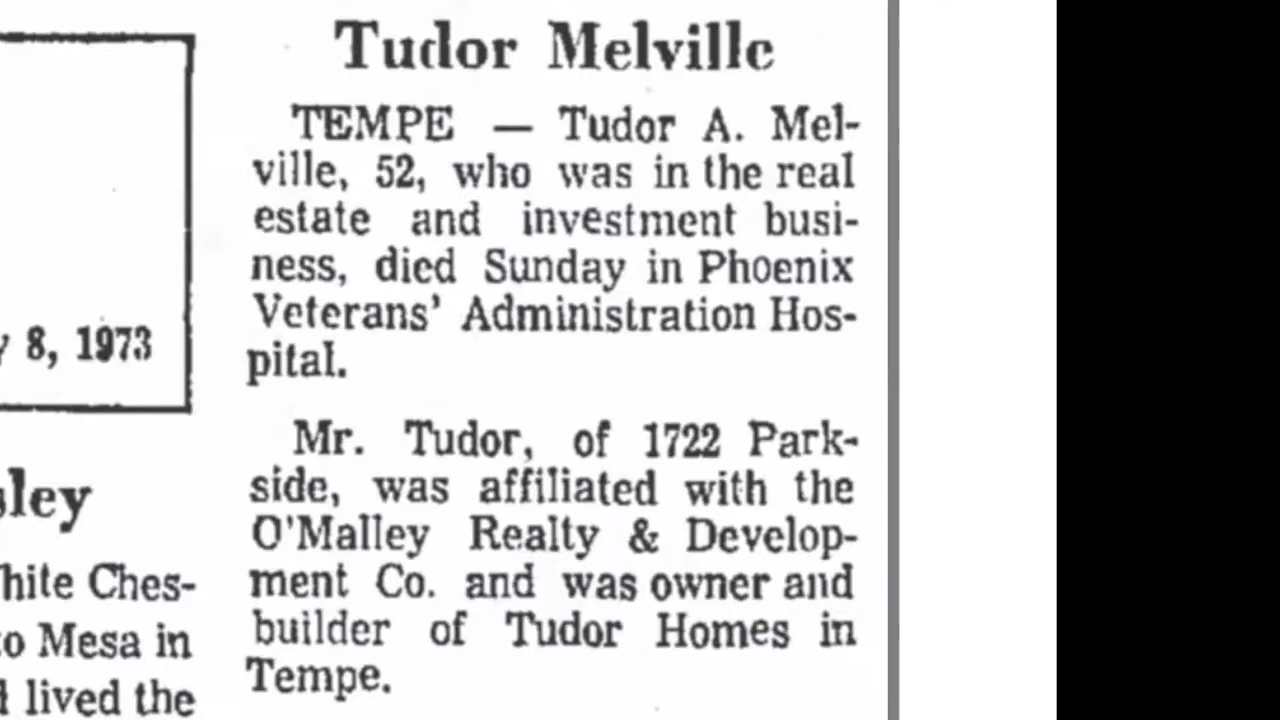 8, 1973
sley
hite Ches-
to Mesa in
lived the
Tudor Melville
TEMPE — Tudor A. Mel-
ville, 52, who was in the real
estate and investment busi-
ness, died Sunday in Phoenix
Veterans' Administration Hos-
pital.
Mr. Tudor, of 1722 Park-
side, was affiliated with the
O'Malley Realty & Develop-
ment Co. and was owner and
builder of Tudor Homes in
Tempe.